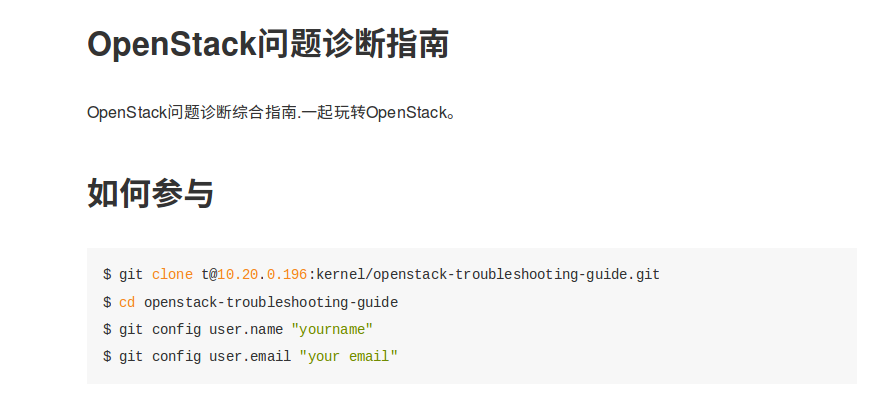 OpenStack问题诊断指南
OpenStack问题诊断综合指南.一起玩转OpenStack。
如何参与
$ git clone t@10.20.0.196:kernel/openstack-troubleshooting-guide.git
$ cd openstack-troubleshooting-guide
$ git config user.name "yourname"
$ git config user.email "your email"